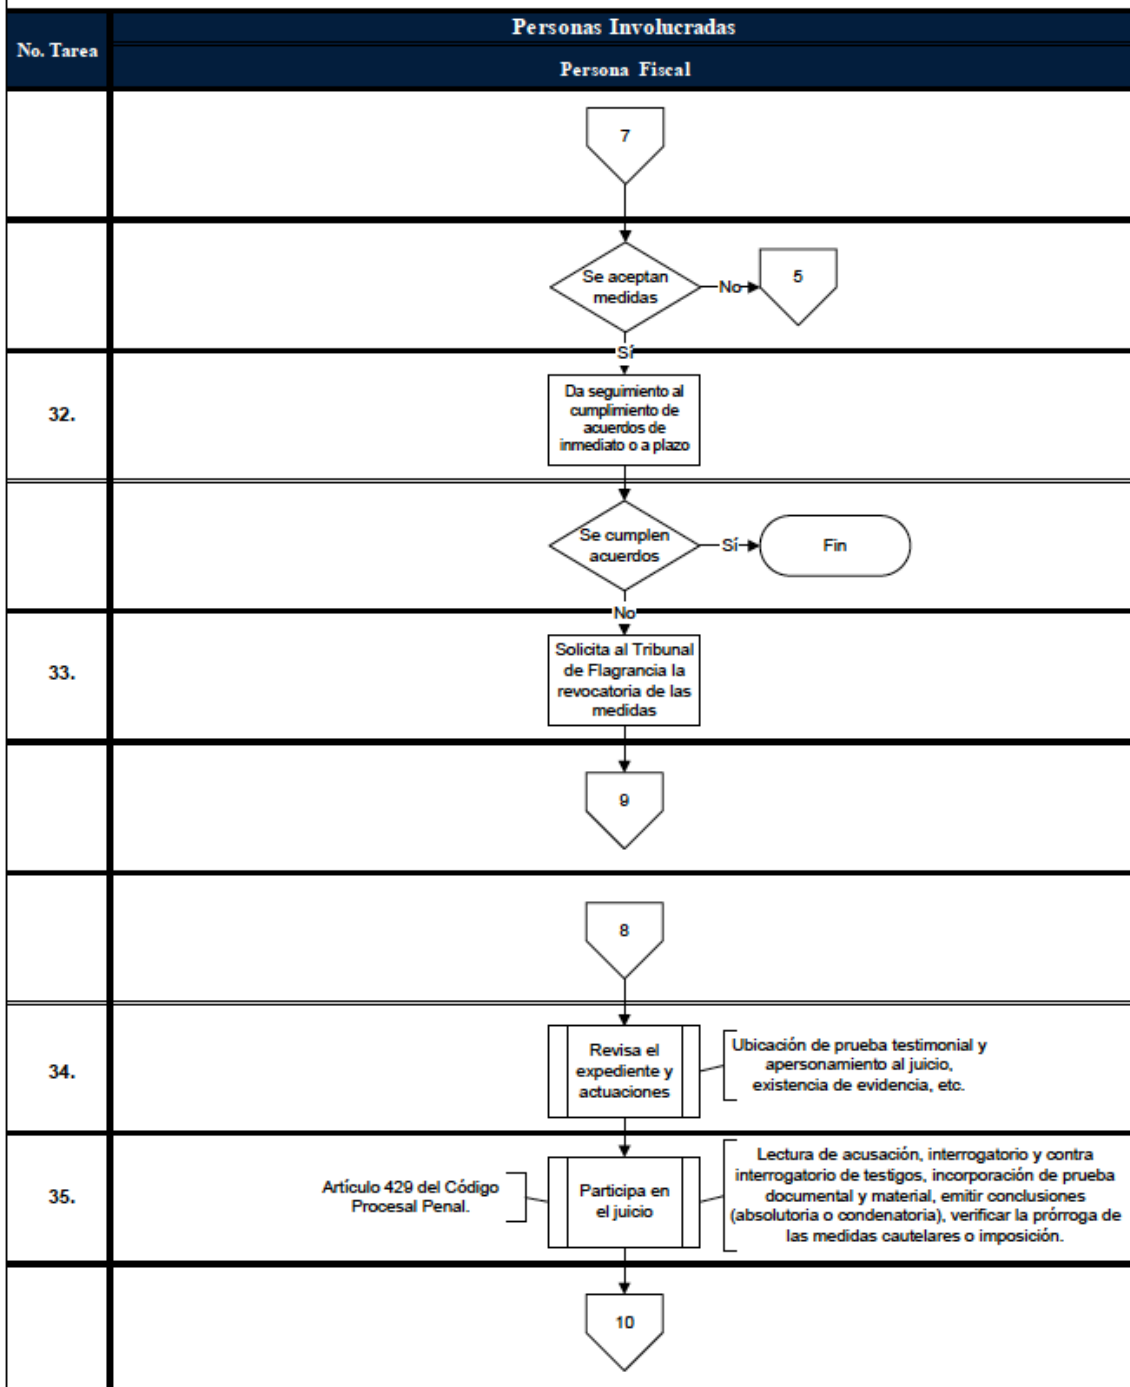 Personas Involucradas
No. Tarea
Persona Fiscal
7
Se aceptan
medidas
No
5
Sí
32.
Da seguimiento al
cumplimiento de
acuerdos de
inmediato o a plazo
Se cumplen
acuerdos
Sí
Fin
No
33.
Solicita al Tribunal
de Flagrancia la
revocatoria de las
medidas
9
8
34.
Revisa el
expediente y
actuaciones
Ubicación de prueba testimonial y
apersonamiento al juicio,
existencia de evidencia, etc.
35.
Artículo 429 del Código
Procesal Penal.
Participa en
el juicio
Lectura de acusación, interrogatorio y contra
interrogatorio de testigos, incorporación de prueba
documental y material, emitir conclusiones
(absolutoria o condenatoria), verificar la prórroga de
las medidas cautelares o imposición.
10